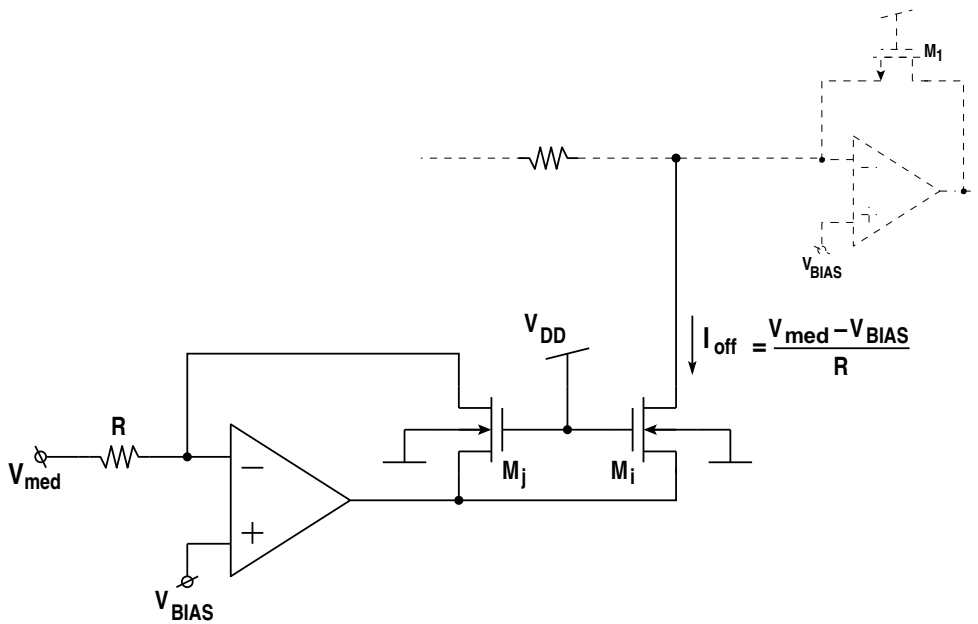 M1
VBIAS
VDD
Ioff = Vmed − VBIAS
R
R
Vmed
−
+
Mj
Mi
VBIAS